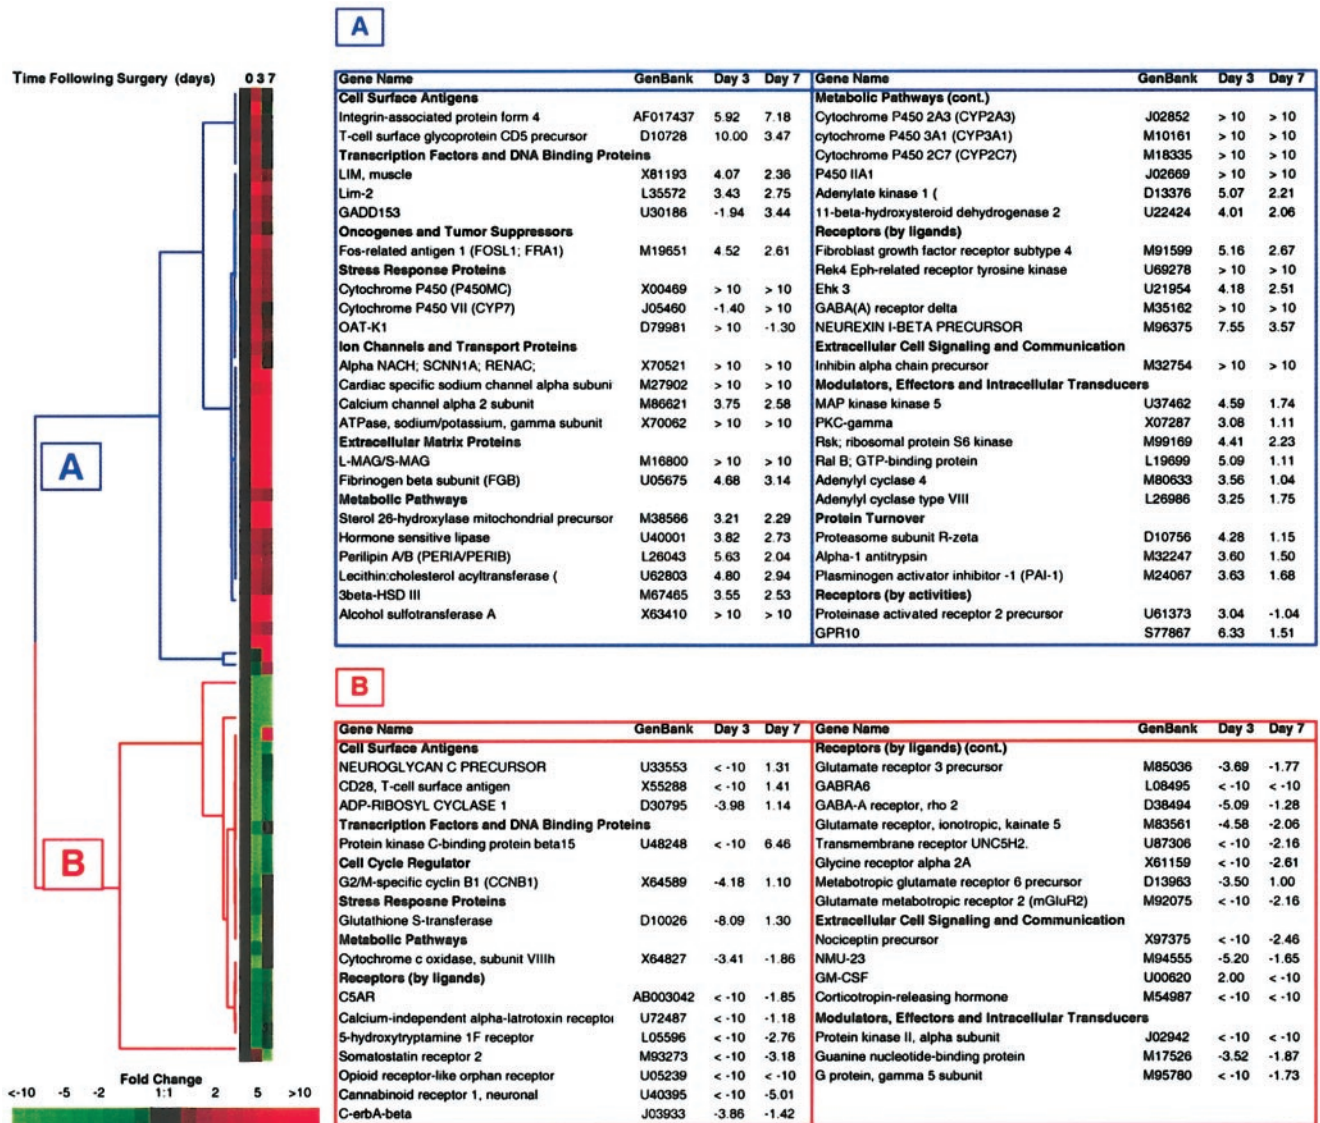 A
Time Following Surgery (days) 0 3 7
Gene Name GenBank Day 3 Day 7
Cell Surface Antigens
Integrin-associated protein form 4 AF017437 5.92 7.18
T-cell surface glycoprotein CD5 precursor D10728 10.00 3.47
Transcription Factors and DNA Binding Proteins
LIM, muscle X81193 4.07 2.36
Lim-2 L35572 3.43 2.75
GADD153 U30186 -1.94 3.44
Oncogenes and Tumor Suppressors
Fos-related antigen 1 (FOSL1; FRA1) M19651 4.52 2.61
Stress Response Proteins
Cytochrome P450 (P450MC) X00469 > 10 > 10
Cytochrome P450 VII (CYP7) J05460 -1.40 > 10
OAT-K1 D79981 > 10 -1.30
Ion Channels and Transport Proteins
Alpha NACH; SCNN1A; RENAC; X70521 > 10 > 10
Cardiac specific sodium channel alpha subuni M27902 > 10 > 10
Calcium channel alpha 2 subunit M86621 3.75 2.58
ATPase, sodium/potassium, gamma subunit X70062 > 10 > 10
Extracellular Matrix Proteins
L-MAG/S-MAG M16800 > 10 > 10
Fibrinogen beta subunit (FGB) U05675 4.68 3.14
Metabolic Pathways
Sterol 26-hydroxylase mitochondrial precursor M38566 3.21 2.29
Hormone sensitive lipase U40001 3.82 2.73
Perilipin A/B (PERIA/PERIB) L26043 5.63 2.04
Lecithin:cholesterol acyltransferase ( U62803 4.80 2.94
3beta-HSD III M67465 3.55 2.53
Alcohol sulfotransferase A X63410 > 10 > 10
Gene Name GenBank Day 3 Day 7
Metabolic Pathways (cont.)
Cytochrome P450 2A3 (CYP2A3) J02852 > 10 > 10
cytochrome P450 3A1 (CYP3A1) M10161 > 10 > 10
Cytochrome P450 2C7 (CYP2C7) M18335 > 10 > 10
P450 IIA1 J02669 > 10 > 10
Adenylate kinase 1 ( D13376 5.07 2.21
11-beta-hydroxysteroid dehydrogenase 2 U22424 4.01 2.06
Receptors (by ligands)
Fibroblast growth factor receptor subtype 4 M91599 5.16 2.67
Rek4 Eph-related receptor tyrosine kinase U69278 > 10 > 10
Ehk 3 U21954 4.18 2.51
GABA(A) receptor delta M35162 > 10 > 10
NEUREXIN I-BETA PRECURSOR M96375 7.55 3.57
Extracellular Cell Signaling and Communication
Inhibin alpha chain precursor M32754 > 10 > 10
Modulators, Effectors and Intracellular Transducers
MAP kinase kinase 5 U37462 4.59 1.74
PKC-gamma X07287 3.08 1.11
Rsk; ribosomal protein S6 kinase M99169 4.41 2.23
Ral B; GTP-binding protein L19699 5.09 1.11
Adenylyl cyclase 4 M80633 3.56 1.04
Adenylyl cyclase type VIII L26986 3.25 1.75
Protein Turnover
Proteasome subunit R-zeta D10756 4.28 1.15
Alpha-1 antitrypsin M32247 3.60 1.50
Plasminogen activator inhibitor -1 (PAI-1) M24067 3.63 1.68
Receptors (by activities)
Proteinase activated receptor 2 precursor U61373 3.04 -1.04
GPR10 S77867 6.33 1.51
A
B
B
Gene Name GenBank Day 3 Day 7
Cell Surface Antigens
NEUROGLYCAN C PRECURSOR U33553 < -10 1.31
CD28, T-cell surface antigen X55288 < -10 1.41
ADP-RIBOSYL CYCLASE 1 D30795 -3.98 1.14
Transcription Factors and DNA Binding Proteins
Protein kinase C-binding protein beta15 U48248 < -10 6.46
Cell Cycle Regulator
G2/M-specific cyclin B1 (CCNB1) X64589 -4.18 1.10
Stress Resposne Proteins
Glutathione S-transferase D10026 -8.09 1.30
Metabolic Pathways
Cytochrome c oxidase, subunit VIIIh X64827 -3.41 -1.86
Receptors (by ligands)
C5AR AB003042 < -10 -1.85
Calcium-independent alpha-latrotoxin receptor U72487 < -10 -1.18
5-hydroxytryptamine 1F receptor L05596 < -10 -2.76
Somatostatin receptor 2 M93273 < -10 -3.18
Opioid receptor-like orphan receptor U05239 < -10 < -10
Cannabinoid receptor 1, neuronal U40395 < -10 -5.01
C-erbA-beta J03933 -3.86 -1.42
Gene Name GenBank Day 3 Day 7
Receptors (by ligands) (cont.)
Glutamate receptor 3 precursor M85036 -3.69 -1.77
GABRA6 L08495 < -10 < -10
GABA-A receptor, rho 2 D38494 -5.09 -1.28
Glutamate receptor, ionotropic, kainate 5 M83561 -4.58 -2.06
Transmembrane receptor UNC5H2. U87306 < -10 -2.16
Glycine receptor alpha 2A X61159 < -10 -2.61
Metabotropic glutamate receptor 6 precursor D13963 -3.50 1.00
Glutamate metabotropic receptor 2 (mGluR2) M92075 < -10 -2.16
Extracellular Cell Signaling and Communication
Nociceptin precursor X97375 < -10 -2.46
NMU-23 M94555 -5.20 -1.65
GM-CSF U00620 2.00 < -10
Corticotropin-releasing hormone M54987 < -10 < -10
Modulators, Effectors and Intracellular Transducers
Protein kinase II, alpha subunit J02942 < -10 < -10
Guanine nucleotide-binding protein M17526 -3.52 -1.87
G protein, gamma 5 subunit M95780 < -10 -1.73
Fold Change
<-10 -5 -2 1:1 2 5 >10